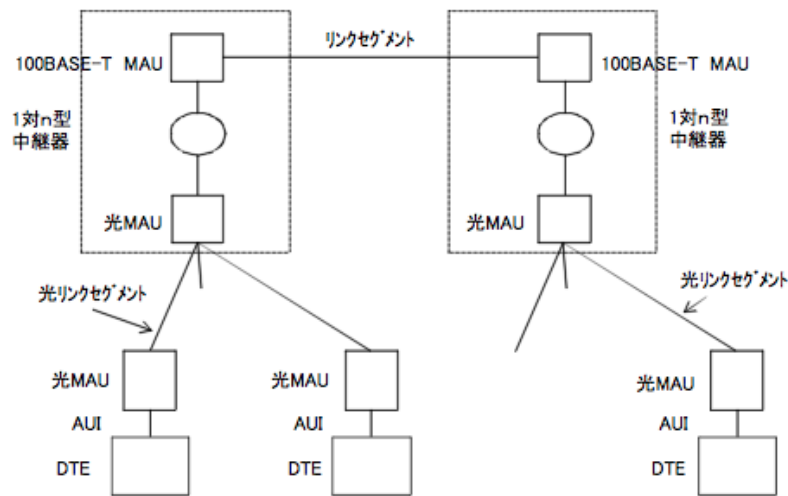 リンクセグメント
100BASE-T MAU
100BASE-T MAU
1対n型
中継器
1対n型
中継器
光MAU
光MAU
光リンクセグメント
光リンクセグメント
光MAU
光MAU
光MAU
AUI
AUI
AUI
DTE
DTE
DTE